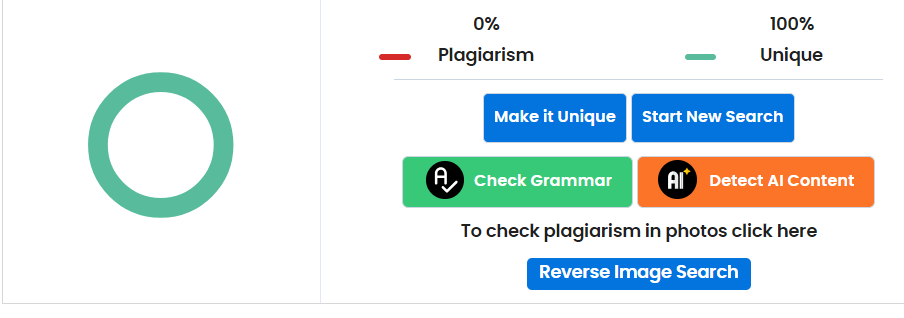 0% 100%
Plagiarism Unique
Make it Unique Start New Search
Check Grammar AI Detect AI Content
To check plagiarism in photos click here
Reverse Image Search